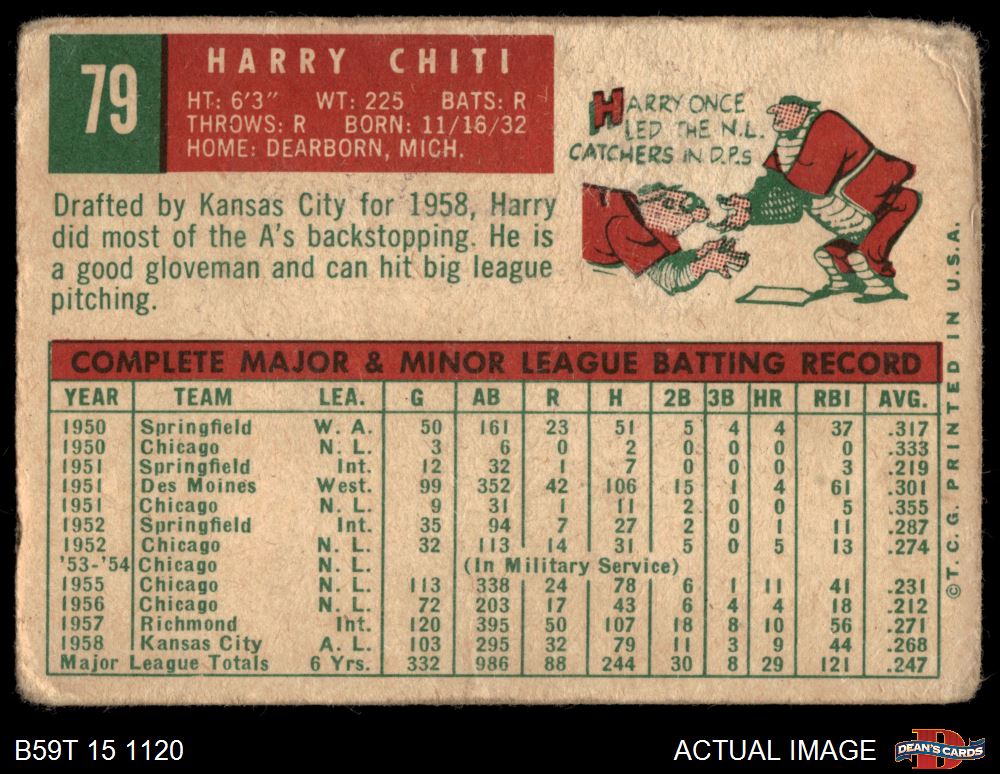 79
HARRY CHITI
HT: 6'3" WT: 225 BATS: R
THROWS: R BORN: 11/16/32
HOME: DEARBORN, MICH.
HARRY ONCE
LED THE N.L.
CATCHERS IN D.P.s
Drafted by Kansas City for 1958, Harry
did most of the A's backstopping. He is
a good gloveman and can hit big league
pitching.
COMPLETE MAJOR & MINOR LEAGUE BATTING RECORD
YEAR TEAM LEA. G AB R H 2B 3B HR RBI AVG.
1950 Springfield W. A. 50 161 23 51 5 4 4 37 .317
1950 Chicago N. L. 3 6 0 2 0 0 0 0 .333
1951 Springfield Int. 12 32 1 7 0 0 0 3 .219
1951 Des Moines West. 99 352 42 106 15 1 4 61 .301
1951 Chicago N. L. 9 31 1 11 2 0 0 5 .355
1952 Springfield Int. 35 94 7 27 2 0 1 11 .287
1952 Chicago N. L. 32 113 14 31 5 0 5 13 .274
'53-'54 Chicago N. L. (In Military Service)
1955 Chicago N. L. 113 338 24 78 6 1 11 41 .231
1956 Chicago N. L. 72 203 17 43 6 4 4 18 .212
1957 Richmond Int. 120 395 50 107 18 8 10 56 .271
1958 Kansas City A. L. 103 295 32 79 11 3 9 44 .268
Major League Totals 6 Yrs. 332 986 88 244 30 8 29 121 .247
©T.C.G. PRINTED IN U.S.A.
B59T 15 1120
ACTUAL IMAGE
D
DEAN'S CARDS